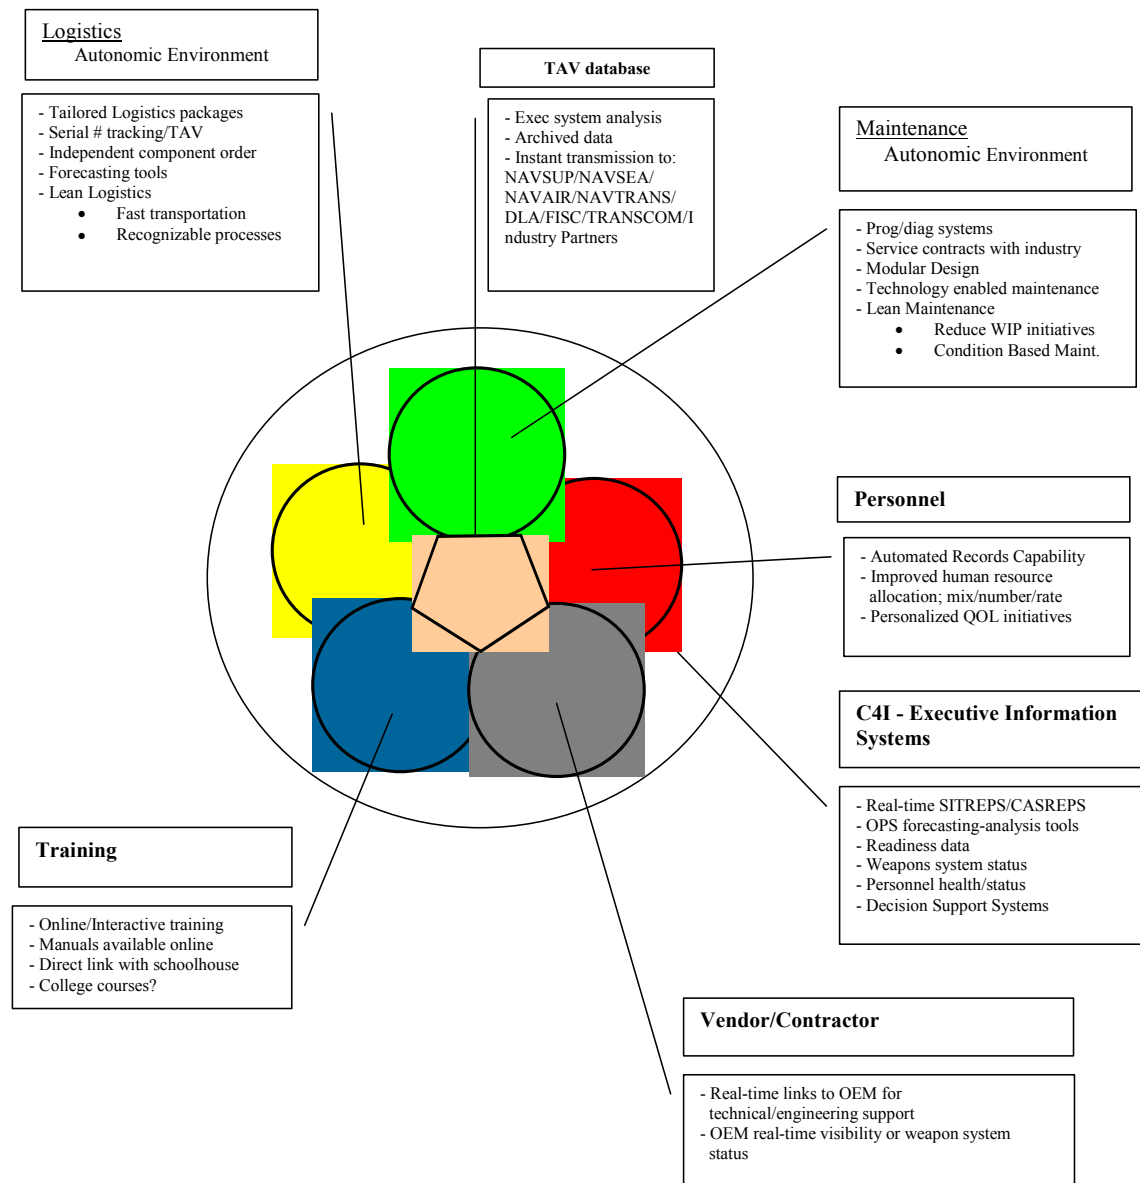 Logistics
Autonomic Environment
- Tailored Logistics packages
- Serial # tracking/TAV
- Independent component order
- Forecasting tools
- Lean Logistics
• Fast transportation
• Recognizable processes
TAV database
- Exec system analysis
- Archived data
- Instant transmission to:
NAVSUP/NAVSEA/
NAVAIR/NAVTRANS/
DLA/FISC/TRANSCOM/I
ndustry Partners
Maintenance
Autonomic Environment
- Prog/diag systems
- Service contracts with industry
- Modular Design
- Technology enabled maintenance
- Lean Maintenance
• Reduce WIP initiatives
• Condition Based Maint.
Personnel
- Automated Records Capability
- Improved human resource
allocation; mix/number/rate
- Personalized QOL initiatives
C4I - Executive Information
Systems
- Real-time SITREPS/CASREPS
- OPS forecasting-analysis tools
- Readiness data
- Weapons system status
- Personnel health/status
- Decision Support Systems
Training
- Online/Interactive training
- Manuals available online
- Direct link with schoolhouse
- College courses?
Vendor/Contractor
- Real-time links to OEM for
technical/engineering support
- OEM real-time visibility or weapon system
status